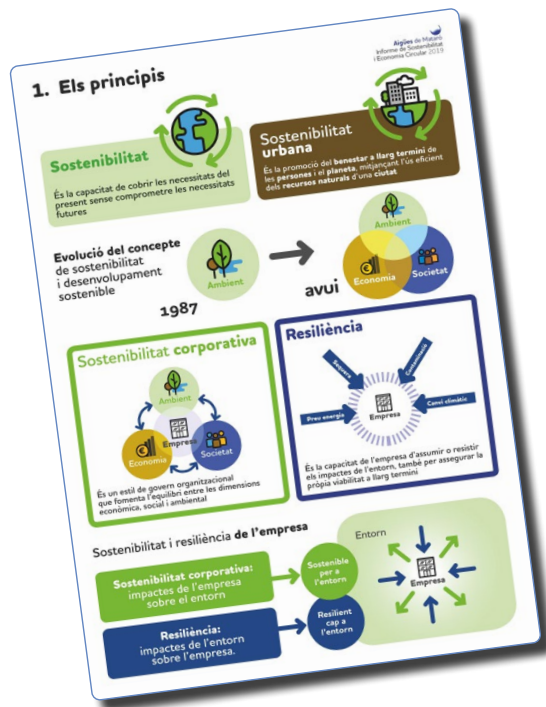 Aigües de Mataró
Informe de Sostenibilitat
i Economia Circular 2019
1. Els principis
Sostenibilitat
És la capacitat de cobrir les necessitats del
present sense comprometre les necessitats
futures
Sostenibilitat
urbana
És la promoció del benestar a llarg termini de
les persones i el planeta, mitjançant l'ús eficient
dels recursos naturals d'una ciutat
Evolució del concepte
de sostenibilitat
i desenvolupament
sostenible
Ambient
1987
avui
Ambient
Economia
Societat
Sostenibilitat corporativa
Ambient
Empresa
Economia
Societat
És un estil de govern organitzacional
que fomenta l'equilibri entre les dimensions
econòmica, social i ambiental
Resiliència
Sequera
Contaminació
Preu energia
Canvi climàtic
Empresa
És la capacitat de l'empresa d'assumir o resistir
els impactes de l'entorn, també per assegurar la
pròpia viabilitat a llarg termini
Sostenibilitat i resiliència de l'empresa
Sostenibilitat corporativa:
impactes de l'empresa
sobre el entorn
Sostenible
per a
l'entorn
Resiliència:
impactes de l'entorn
sobre l'empresa.
Resilient
cap a
l'entorn
Entorn
Empresa